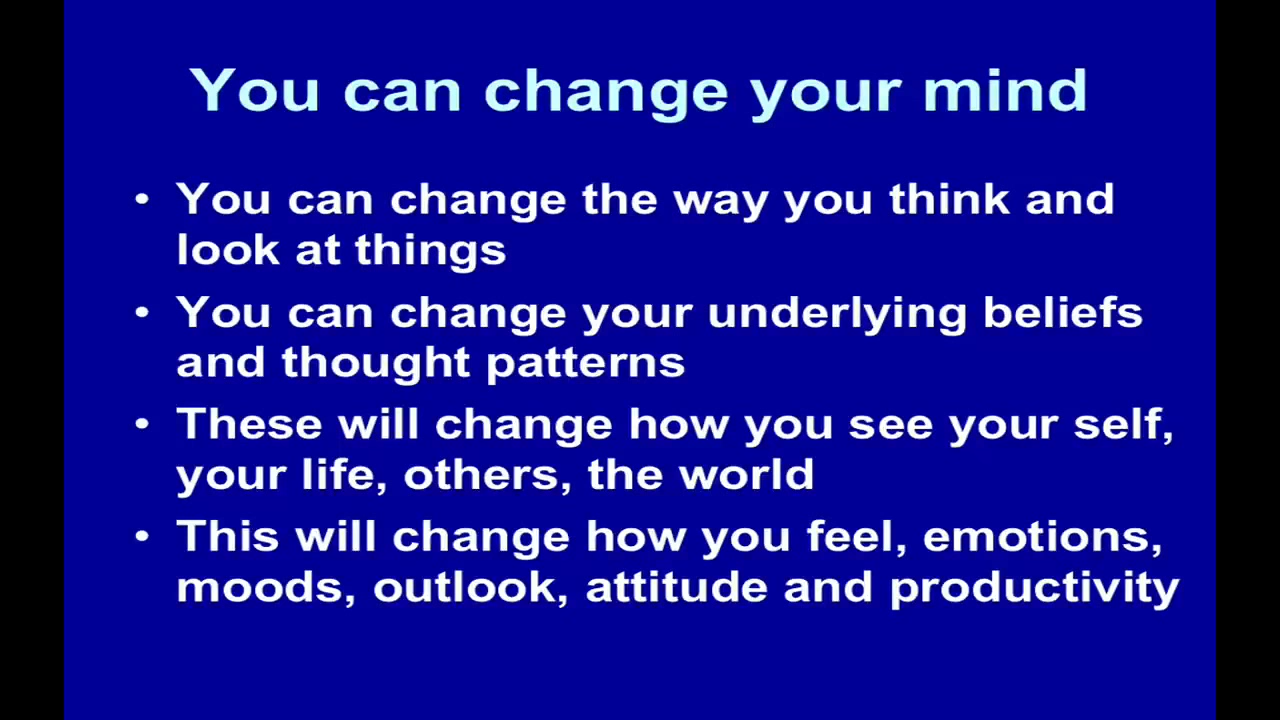 You can change your mind
• You can change the way you think and
look at things
• You can change your underlying beliefs
and thought patterns
• These will change how you see your self,
your life, others, the world
• This will change how you feel, emotions,
moods, outlook, attitude and productivity